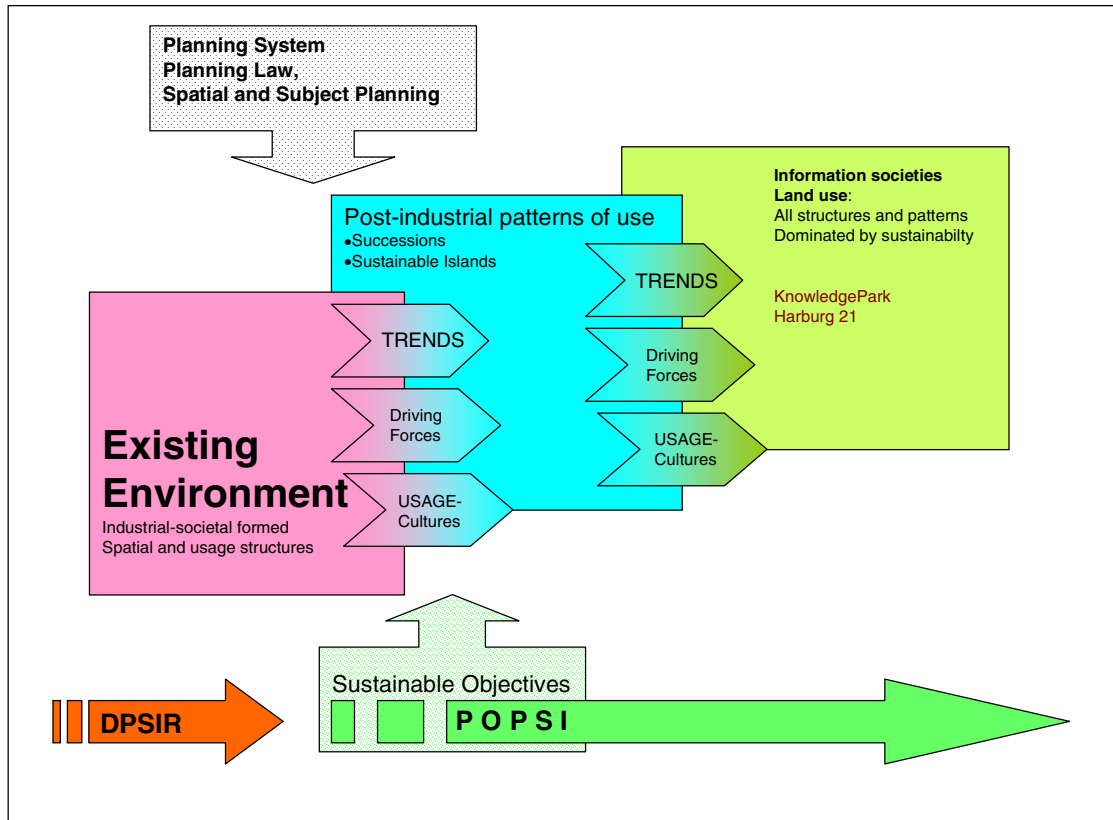 Planning System
Planning Law,
Spatial and Subject Planning
Information societies
Land use:
All structures and patterns
Dominated by sustainabilty
KnowledgePark
Harburg 21
Post-industrial patterns of use
•Successions
•Sustainable Islands
TRENDS
Driving
Forces
USAGE-
Cultures
TRENDS
Driving
Forces
USAGE-
Cultures
Existing
Environment
Industrial-societal formed
Spatial and usage structures
Sustainable Objectives
DPSIR
P O P S I